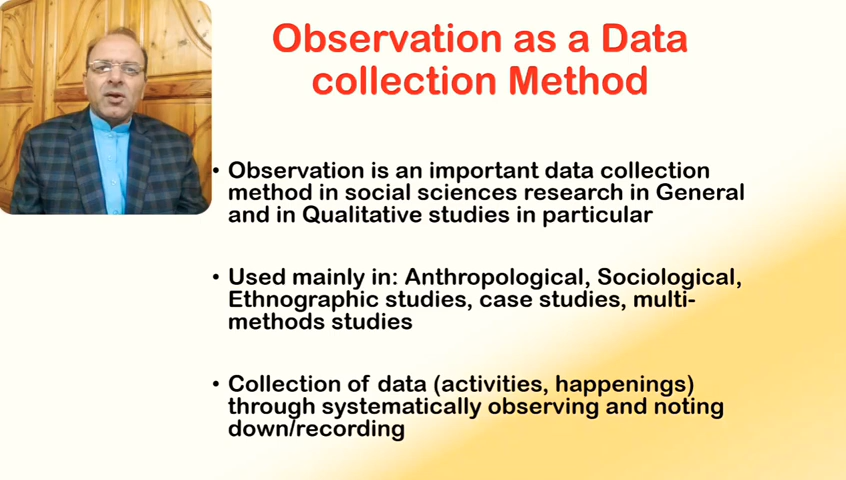 Observation as a Data
collection Method
• Observation is an important data collection
method in social sciences research in General
and in Qualitative studies in particular
• Used mainly in: Anthropological, Sociological,
Ethnographic studies, case studies, multi-
methods studies
• Collection of data (activities, happenings)
through systematically observing and noting
down/recording